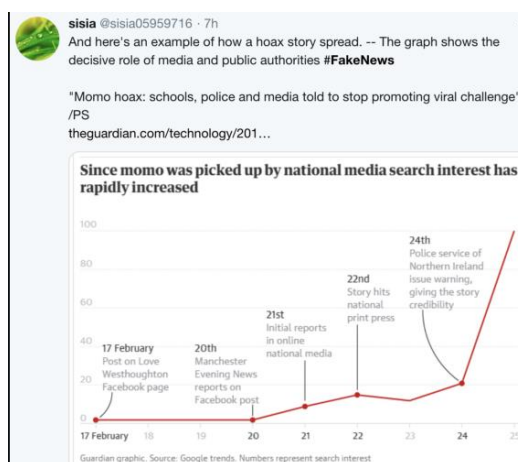 sisia @sisia05959716 · 7h
And here's an example of how a hoax story spread. -- The graph shows the
decisive role of media and public authorities #FakeNews
"Momo hoax: schools, police and media told to stop promoting viral challenge"
/PS
theguardian.com/technology/201…
Since momo was picked up by national media search interest has
rapidly increased
100
80
60
40
20
0
17 February
Post on Love
Westhoughton
Facebook page
20th
Manchester
Evening News
reports on
Facebook post
21st
Initial reports
in online
national media
22nd
Story hits
national
print press
24th
Police service of
Northern Ireland
issue warning,
giving the story
credibility
17 February 18 19 20 21 22 23 24 25
Guardian graphic. Source: Google trends. Numbers represent search interest